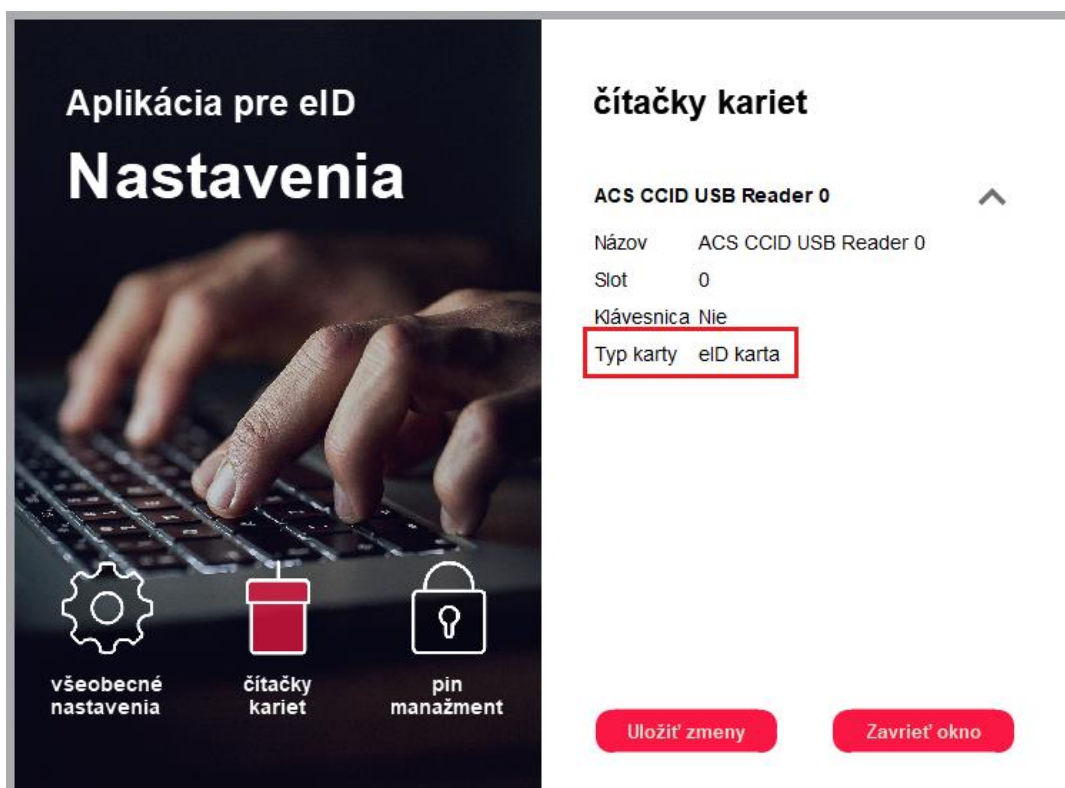 Aplikácia pre eID
Nastavenia
všeobecné
nastavenia
čítačky
kariet
pin
manažment
čítačky kariet
ACS CCID USB Reader 0
Názov ACS CCID USB Reader 0
Slot 0
Klávesnica Nie
Typ karty eID karta
Uložiť zmeny
Zavrieť okno